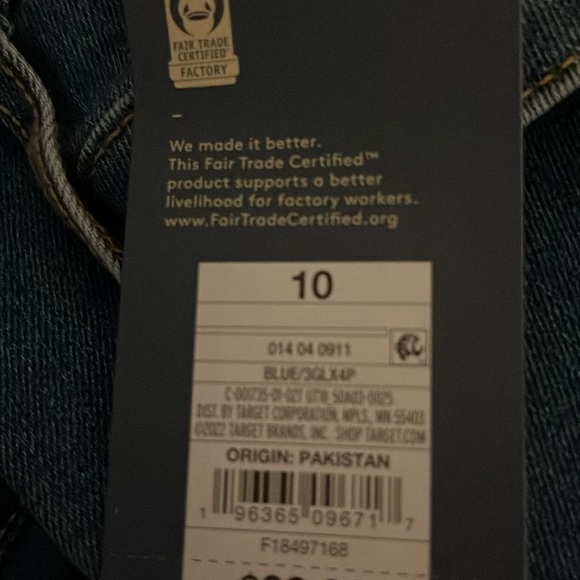 FAIR TRADE
CERTIFIED
FACTORY
We made it better.
This Fair Trade Certified™
product supports a better
livelihood for factory workers.
www.FairTradeCertified.org
10
014 04 0911
BLUE/3GLX4P
DIST. BY TARGET CORPORATION, MPLS., MN 55403
©2022 TARGET BRANDS, INC. SHOP TARGET.COM
ORIGIN: PAKISTAN
1 96365 09671 7
F18497168